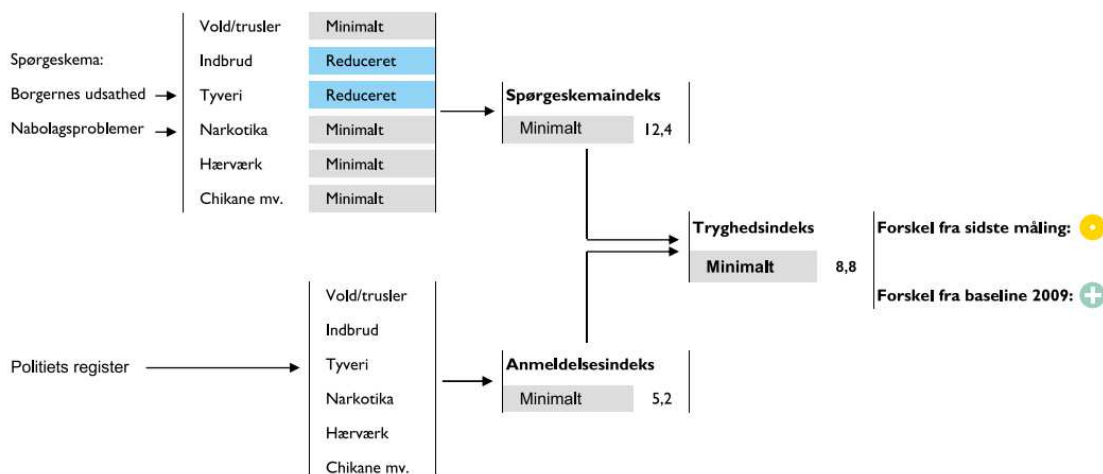 Spørgeskema:
Borgernes udsathed
Nabolagsproblemer
Vold/trusler Minimalt
Indbrud Reduceret
Tyveri Reduceret
Narkotika Minimalt
Hærværk Minimalt
Chikane mv. Minimalt
Spørgeskemaindeks
Minimalt 12,4
Tryghedsindeks
Minimalt 8,8
Forskel fra sidste måling:
Forskel fra baseline 2009:
Politiets register
Vold/trusler
Indbrud
Tyveri
Narkotika
Hærværk
Chikane mv.
Anmeldelsesindeks
Minimalt 5,2